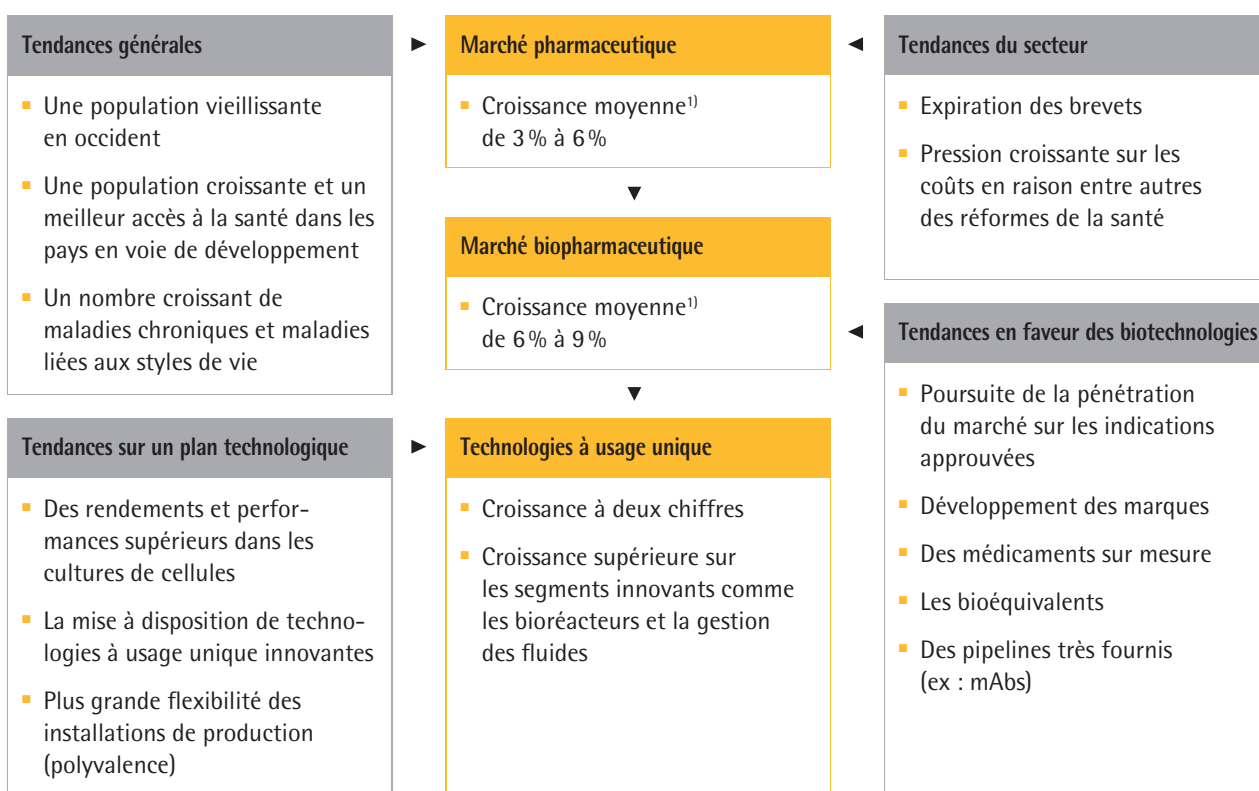 Tendances générales
Une population vieillissante
en occident
Une population croissante et un
meilleur accès à la santé dans les
pays en voie de développement
Un nombre croissant de
maladies chroniques et maladies
liées aux styles de vie
Tendances sur un plan technologique
Des rendements et perfor-
mances supérieurs dans les
cultures de cellules
La mise à disposition de techno-
logies à usage unique innovantes
Plus grande flexibilité des
installations de production
(polyvalence)
Marché pharmaceutique
Croissance moyenne1)
de 3 % à 6 %
Marché biopharmaceutique
Croissance moyenne1)
de 6 % à 9 %
Technologies à usage unique
Croissance à deux chiffres
Croissance supérieure sur
les segments innovants comme
les bioréacteurs et la gestion
des fluides
Tendances du secteur
Expiration des brevets
Pression croissante sur les
coûts en raison entre autres
des réformes de la santé
Tendances en faveur des biotechnologies
Poursuite de la pénétration
du marché sur les indications
approuvées
Développement des marques
Des médicaments sur mesure
Les bioéquivalents
Des pipelines très fournis
(ex : mAbs)